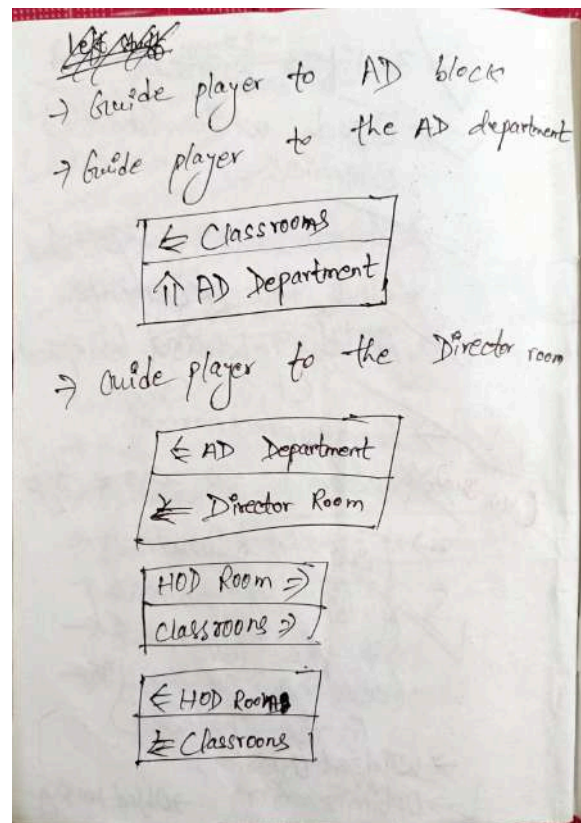 → Guide player to AD block
→ Guide player to the AD department
⇐ Classrooms
⇑ AD Department
→ Guide player to the Director room
⇐ AD Department
⇐ Director Room
HOD Room ⇒
Classrooms ⇒
⇐ HOD Room
⇐ Classrooms